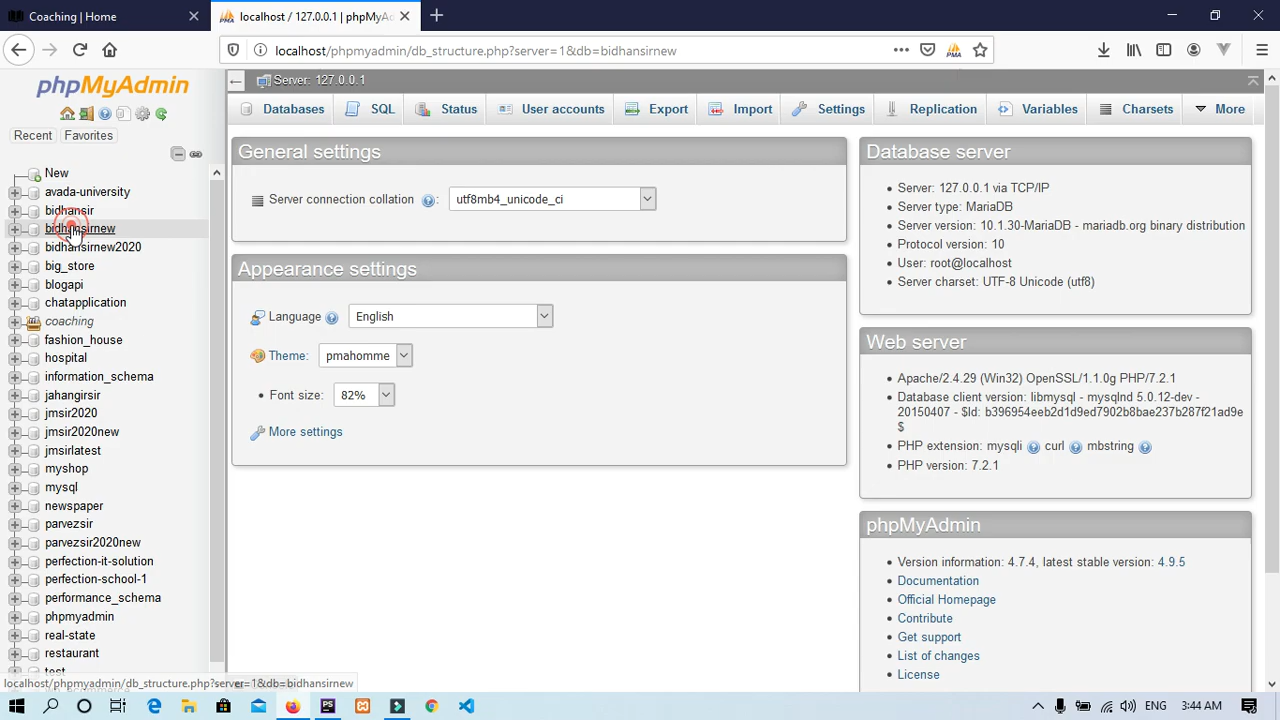 Coaching | Home
localhost / 127.0.0.1 | phpMyAc
localhost/phpmyadmin/db_structure.php?server=1&db=bidhansirnew
phpMyAdmin
Recent
Favorites
New
avada-university
bidhansir
bidhansirnew
bidhansirnew2020
big_store
blogapi
chatapplication
coaching
fashion_house
hospital
information_schema
jahangirsir
jmsir2020
jmsir2020new
jmsirlatest
myshop
mysql
newspaper
parvezsir
parvezsir2020new
perfection-it-solution
perfection-school-1
performance_schema
phpmyadmin
real-state
restaurant
test
Server: 127.0.0.1
Databases
SQL
Status
User accounts
Export
Import
Settings
Replication
Variables
Charsets
More
General settings
Server connection collation
utf8mb4_unicode_ci
Appearance settings
Language
English
Theme:
pmahomme
Font size:
82%
More settings
Database server
Server: 127.0.0.1 via TCP/IP
Server type: MariaDB
Server version: 10.1.30-MariaDB - mariadb.org binary distribution
Protocol version: 10
User: root@localhost
Server charset: UTF-8 Unicode (utf8)
Web server
Apache/2.4.29 (Win32) OpenSSL/1.1.0g PHP/7.2.1
Database client version: libmysql - mysqlnd 5.0.12-dev -
20150407 - $Id: b396954eeb2d1d9ed7902b8bae237b287f21ad9e
$
PHP extension: mysqli curl mbstring
PHP version: 7.2.1
phpMyAdmin
Version information: 4.7.4, latest stable version: 4.9.5
Documentation
Official Homepage
Contribute
Get support
List of changes
License
localhost/phpmyadmin/db_structure.php?server=1&db=bidhansirnew
ENG
3:44 AM